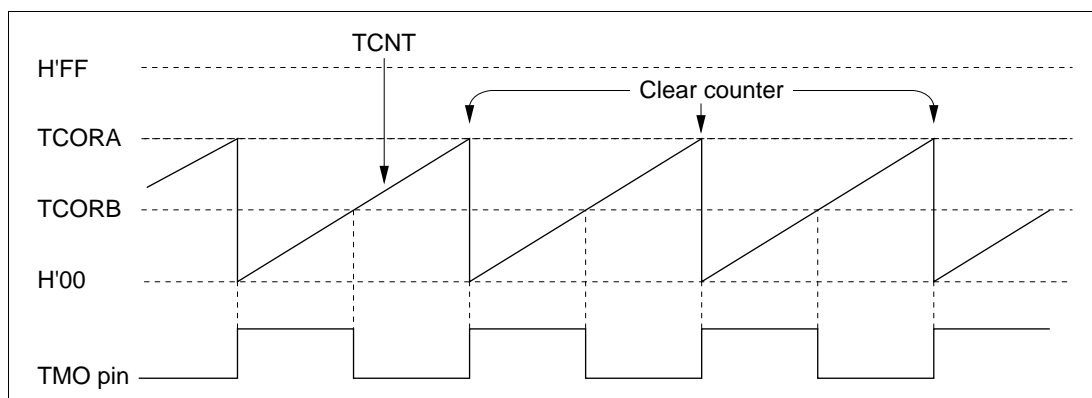 TCNT
H'FF
Clear counter
TCORA
TCORB
H'00
TMO pin